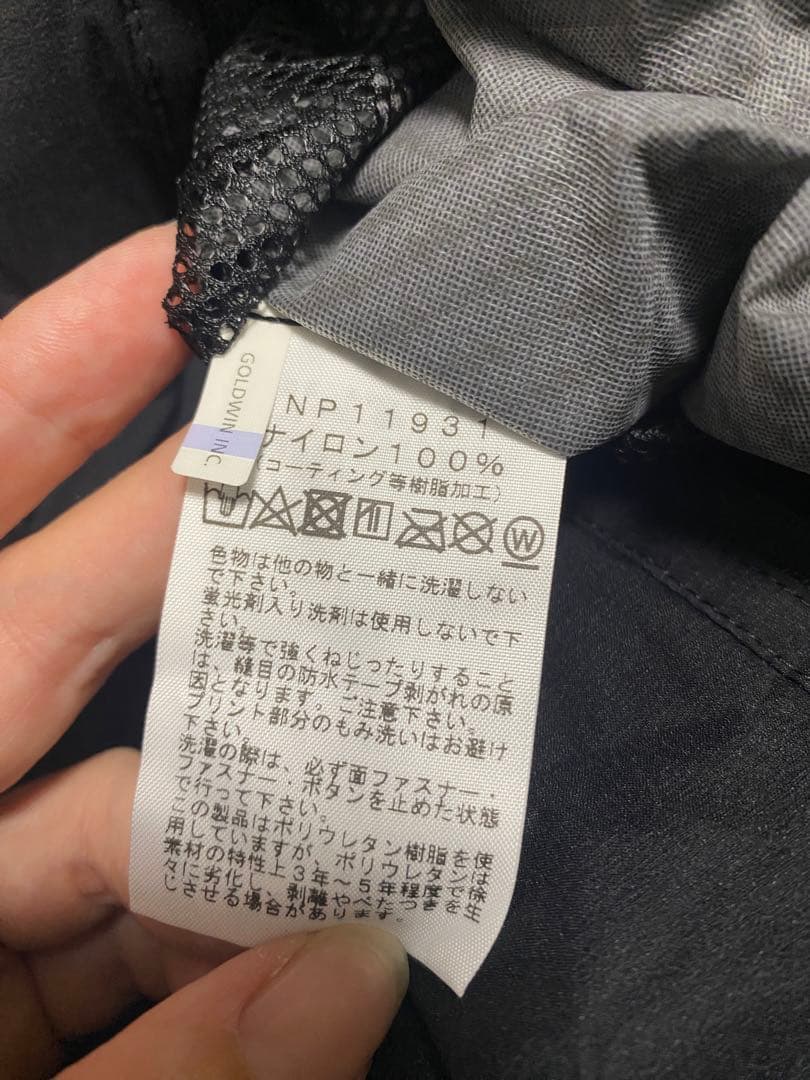 GOLDWIN INC.
NP11931
ナイロン100%
(コーティング等樹脂加工)
W
色物は他の物と一緒に洗濯しない
で下さい。
蛍光剤入り洗剤は使用しないで下
さい。
洗濯等で強くねじったりすること
は、縫目の防水テープ剥がれの原
因となります。ご注意下さい。
プリント部分のもみ洗いはお避け
下さい。
洗濯の際は、必ず面ファスナー・
ファスナー・ボタンを止めた状態
で行って下さい。
この製品はポリウレタン樹脂を使
用していますが、ポリウレタンは
素材の特性上3年～5年程度で徐
々に劣化し、剥離やべたつきを生
じさせる場合があります。